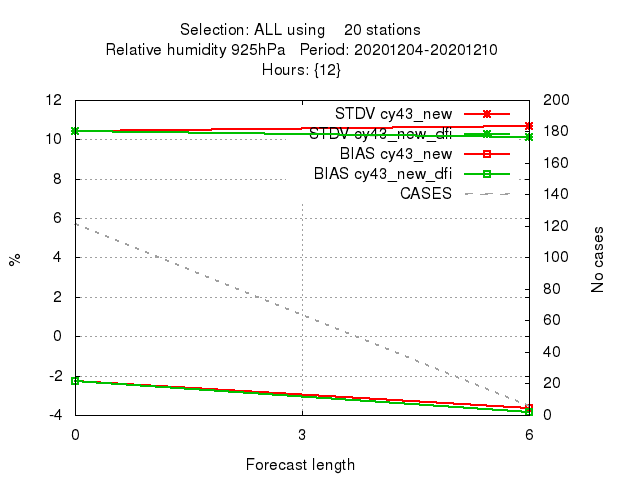 Selection: ALL using    20 stations
Relative humidity 925hPa   Period: 20201204-20201210
Hours: {12}
12
10
8
6
4
2
0
-2
-4
%
200
180
160
140
120
100
80
60
40
20
0
No cases
STDV cy43_new
STDV cy43_new_dfi
BIAS cy43_new
BIAS cy43_new_dfi
CASES
0
3
6
Forecast length